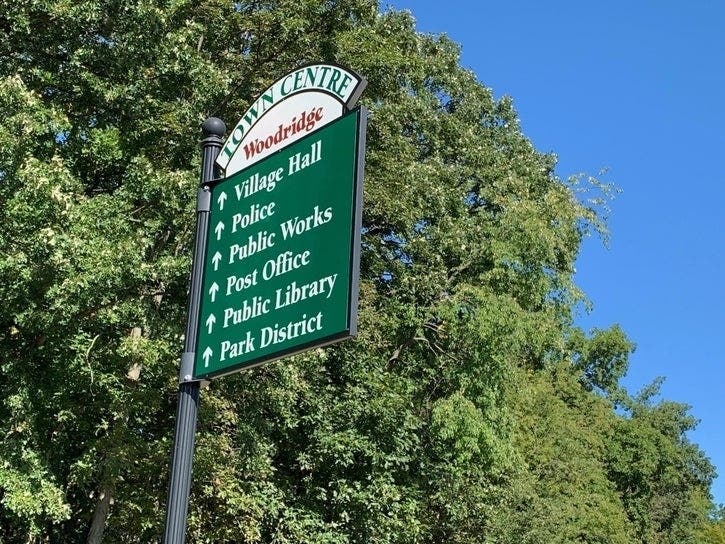 TOWN CENTRE
Woodridge
↑ Village Hall
↑ Police
↑ Public Works
↑ Post Office
↑ Public Library
↑ Park District